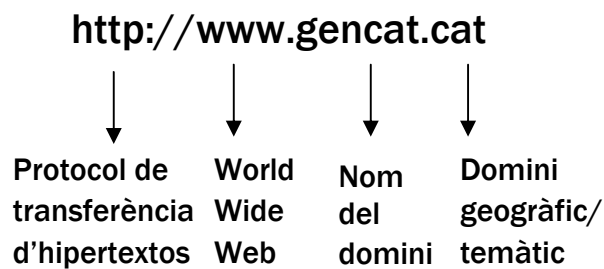 http://www.gencat.cat
Protocol de
transferència
d’hipertextos
World
Wide
Web
Nom
del
domini
Domini
geogràfic/
temàtic